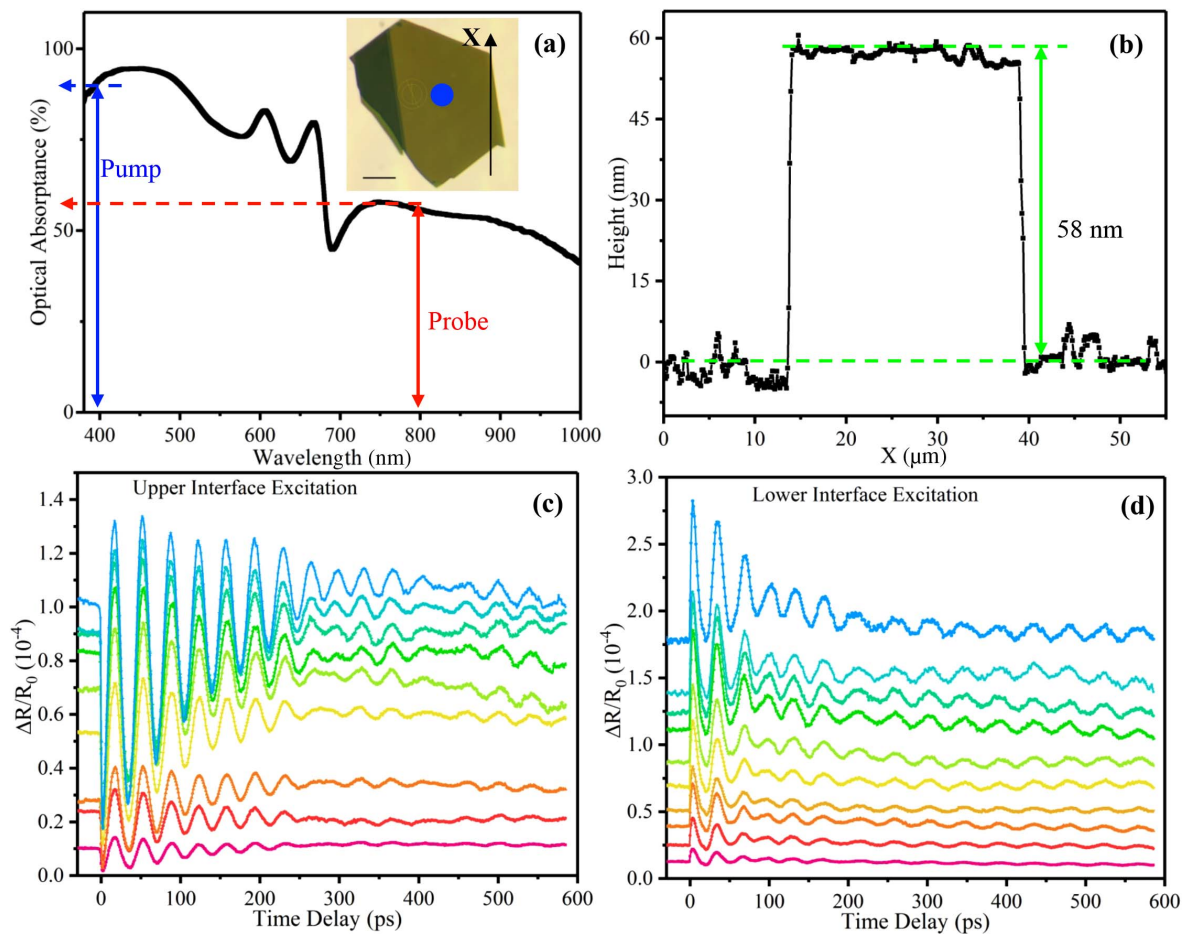 (a)
X
①
Pump
Probe
100
50
0
Optical Absorptance (%)
400 500 600 700 800 900 1000
Wavelength (nm)
(b)
60
45
30
15
0
Height (nm)
58 nm
0 10 20 30 40 50
X (μm)
Upper Interface Excitation
(c)
1.4
1.2
1.0
0.8
0.6
0.4
0.2
0.0
ΔR/R₀ (10⁻⁴)
0 100 200 300 400 500 600
Time Delay (ps)
Lower Interface Excitation
(d)
3.0
2.5
2.0
1.5
1.0
0.5
0.0
ΔR/R₀ (10⁻⁴)
0 100 200 300 400 500 600
Time Delay (ps)